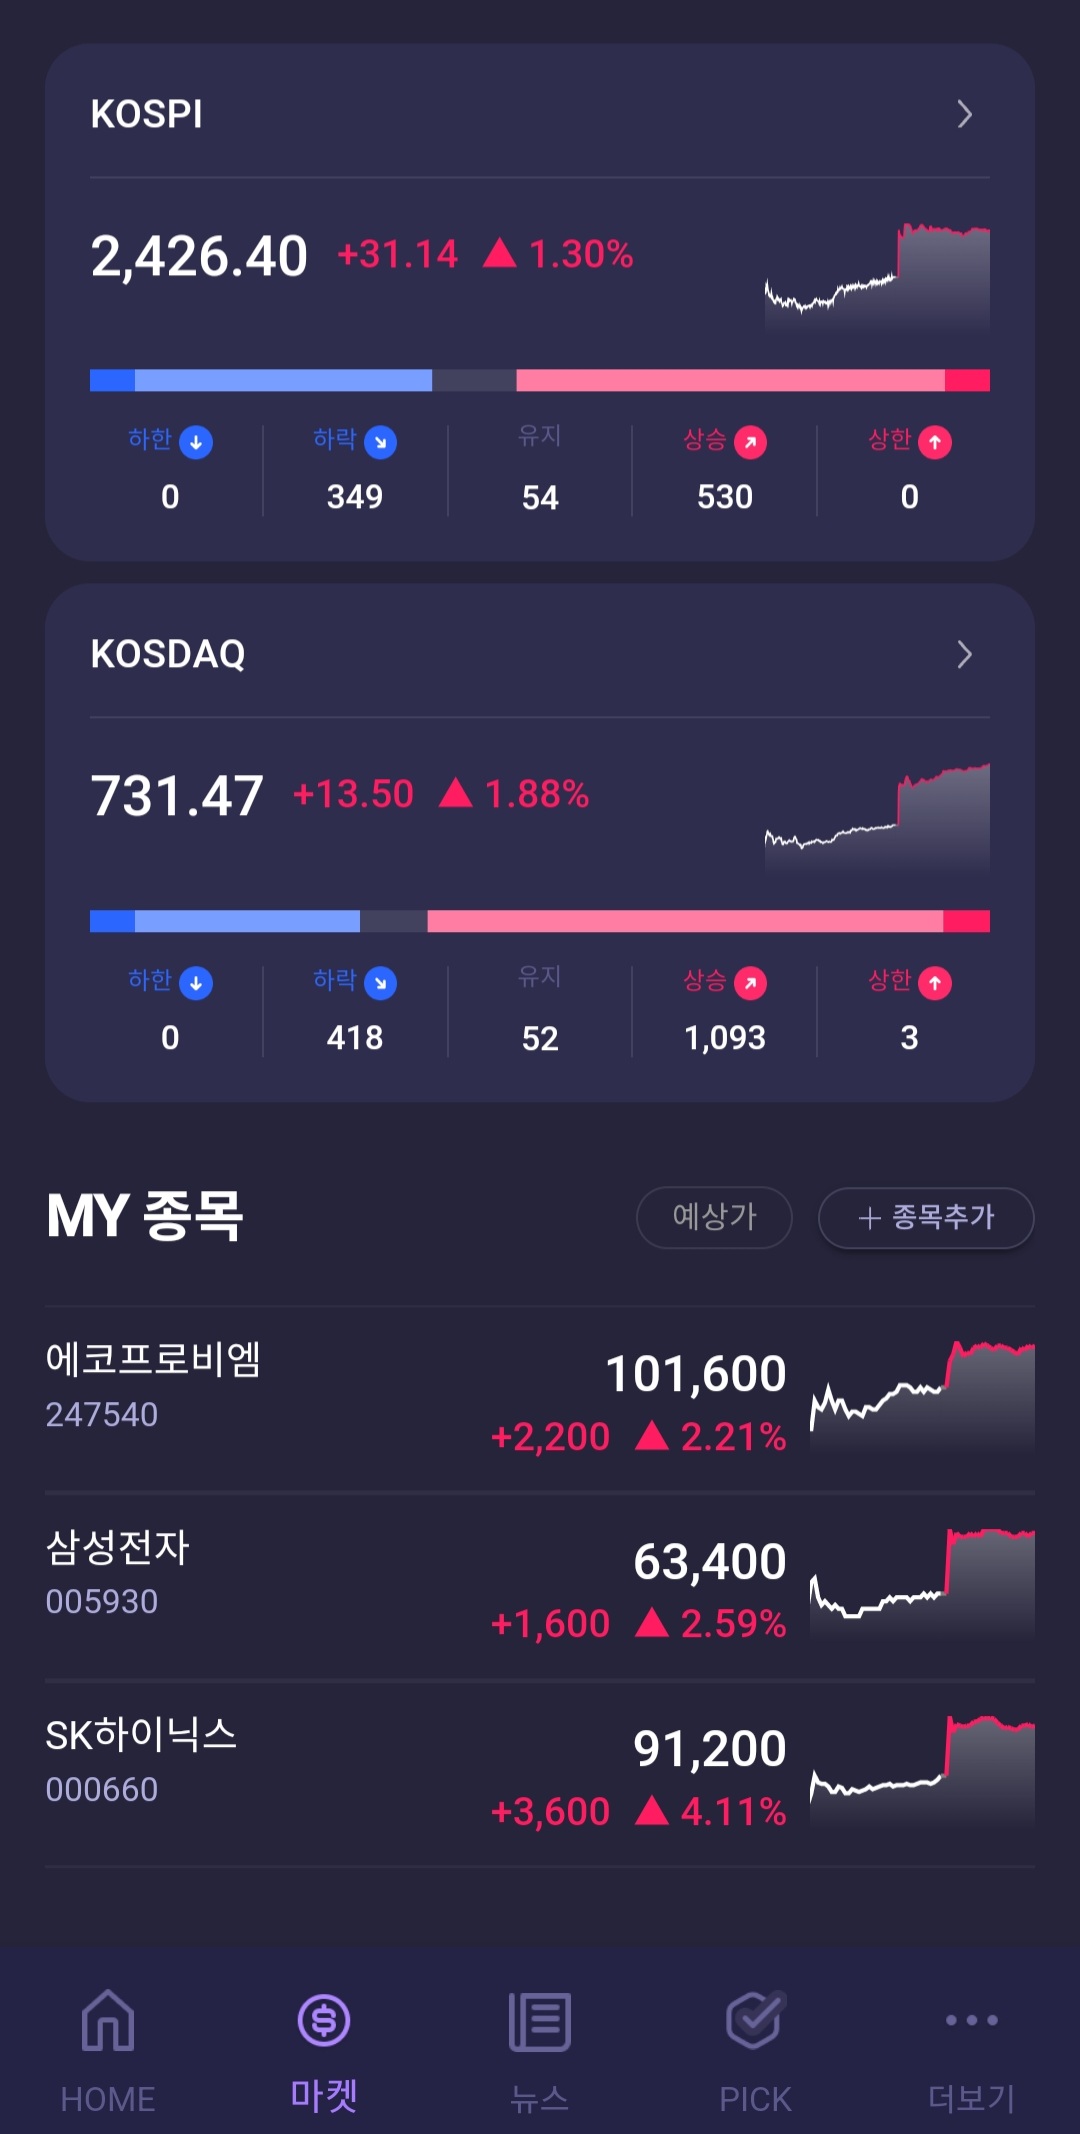 KOSPI
2,426.40 +31.14 ▲ 1.30%
하한 하락 유지 상승 상한
0 349 54 530 0
KOSDAQ
731.47 +13.50 ▲ 1.88%
하한 하락 유지 상승 상한
0 418 52 1,093 3
MY 종목 예상가 + 종목추가
에코프로비엠 101,600
247540 +2,200 ▲ 2.21%
삼성전자 63,400
005930 +1,600 ▲ 2.59%
SK하이닉스 91,200
000660 +3,600 ▲ 4.11%
HOME 마켓 뉴스 PICK 더보기